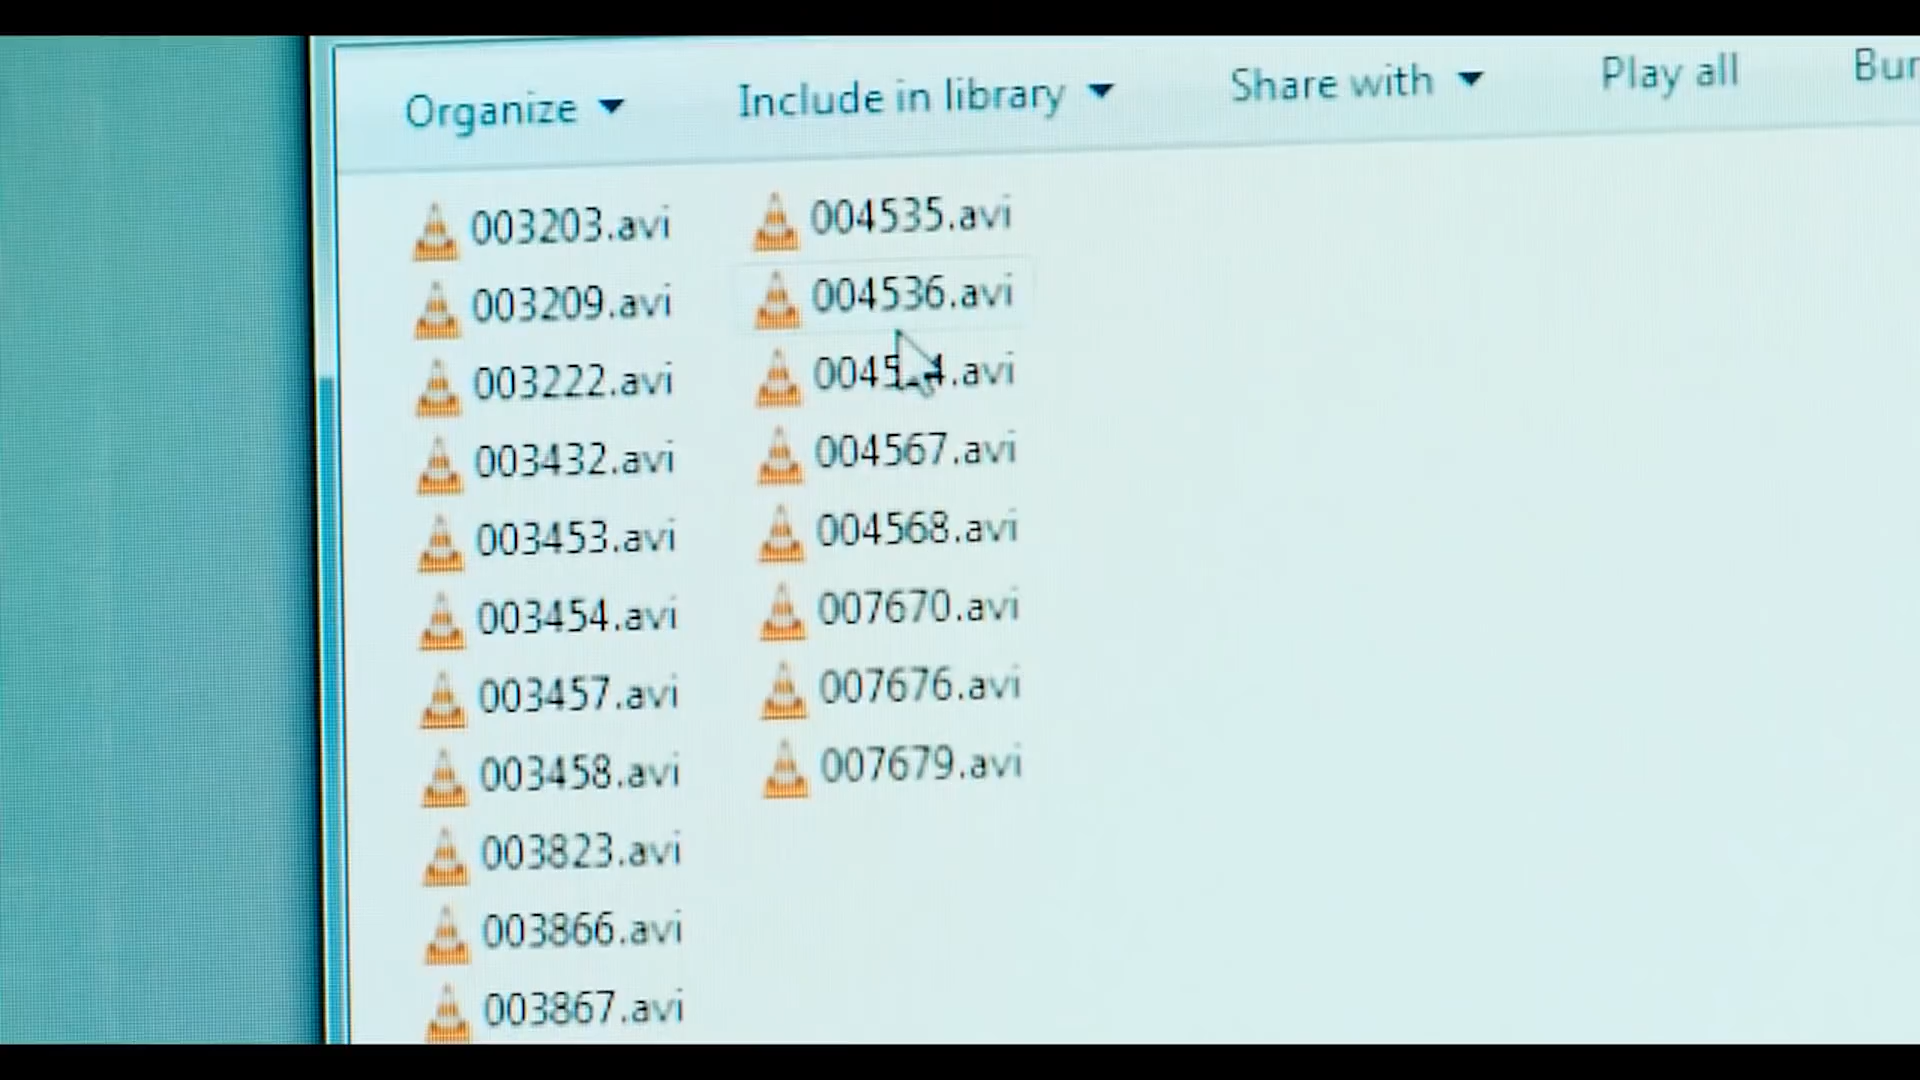 Organize Include in library Share with Play all
003203.avi 004535.avi
003209.avi 004536.avi
003222.avi
003432.avi 004567.avi
003453.avi 004568.avi
003454.avi 007670.avi
003457.avi 007676.avi
003458.avi 007679.avi
003823.avi
003866.avi
003867.avi